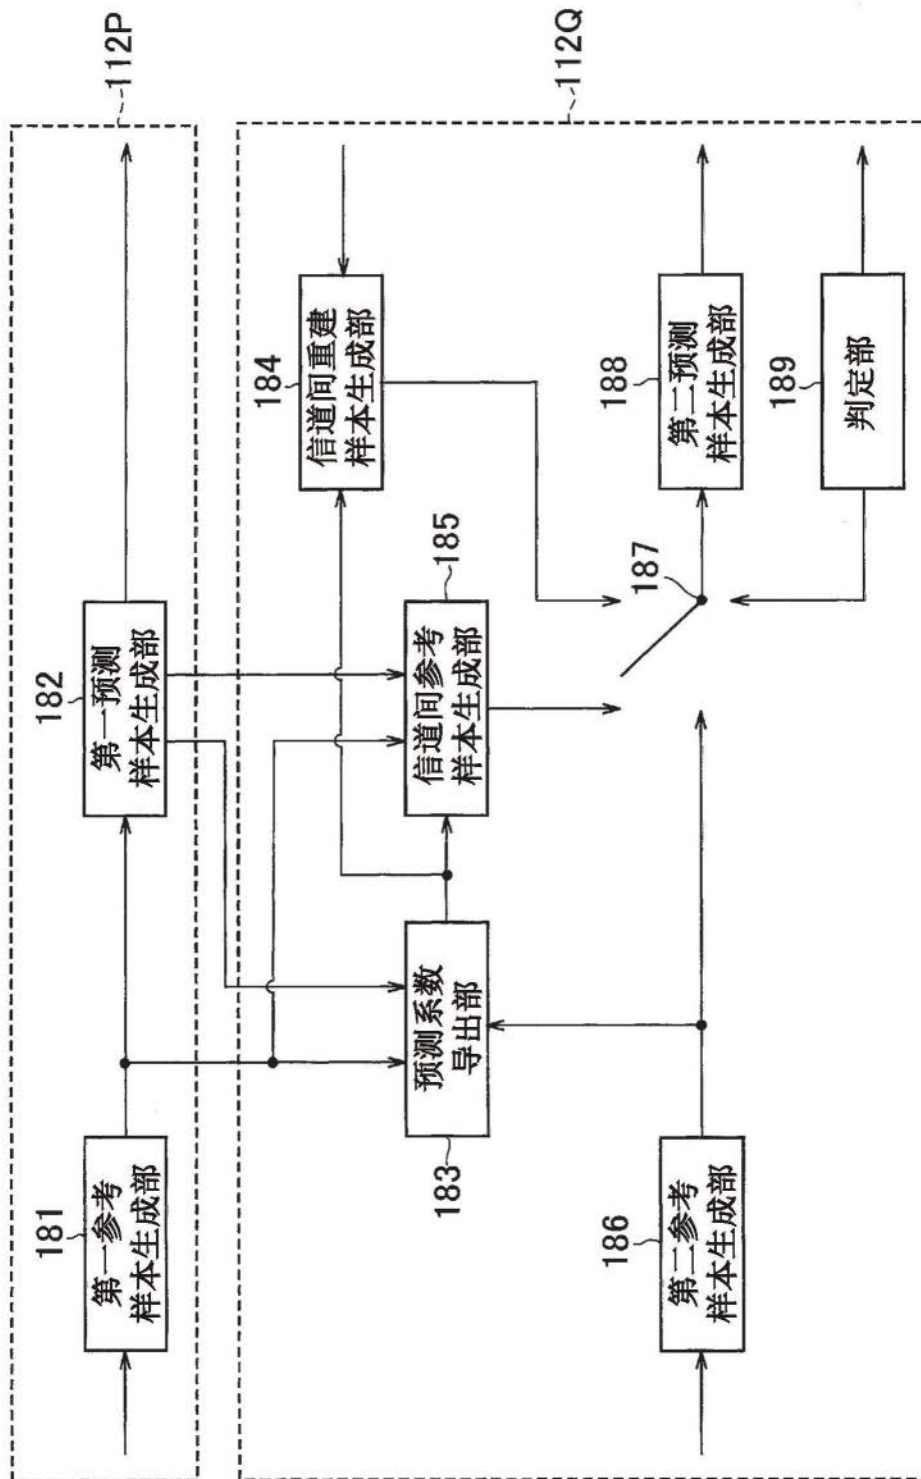 112P
181
第一参考
样本生成部
182
第一预测
样本生成部
112Q
183
预测系数
导出部
184
信道间重建
样本生成部
185
信道间参考
样本生成部
186
第二参考
样本生成部
187
188
第二预测
样本生成部
189
判定部